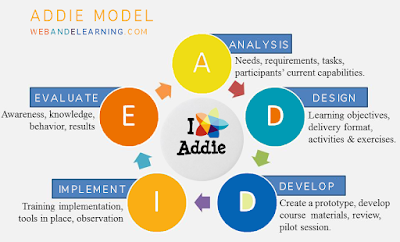 ADDIE MODEL
WEBANDELEARNING.COM
A
ANALYSIS
Needs, requirements, tasks,
participants' current capabilities.
D
DESIGN
Learning objectives,
delivery format,
activities & exercises.
D
DEVELOP
Create a prototype, develop
course materials, review,
pilot session.
I
IMPLEMENT
Training implementation,
tools in place, observation
E
EVALUATE
Awareness, knowledge,
behavior, results
I
Addie